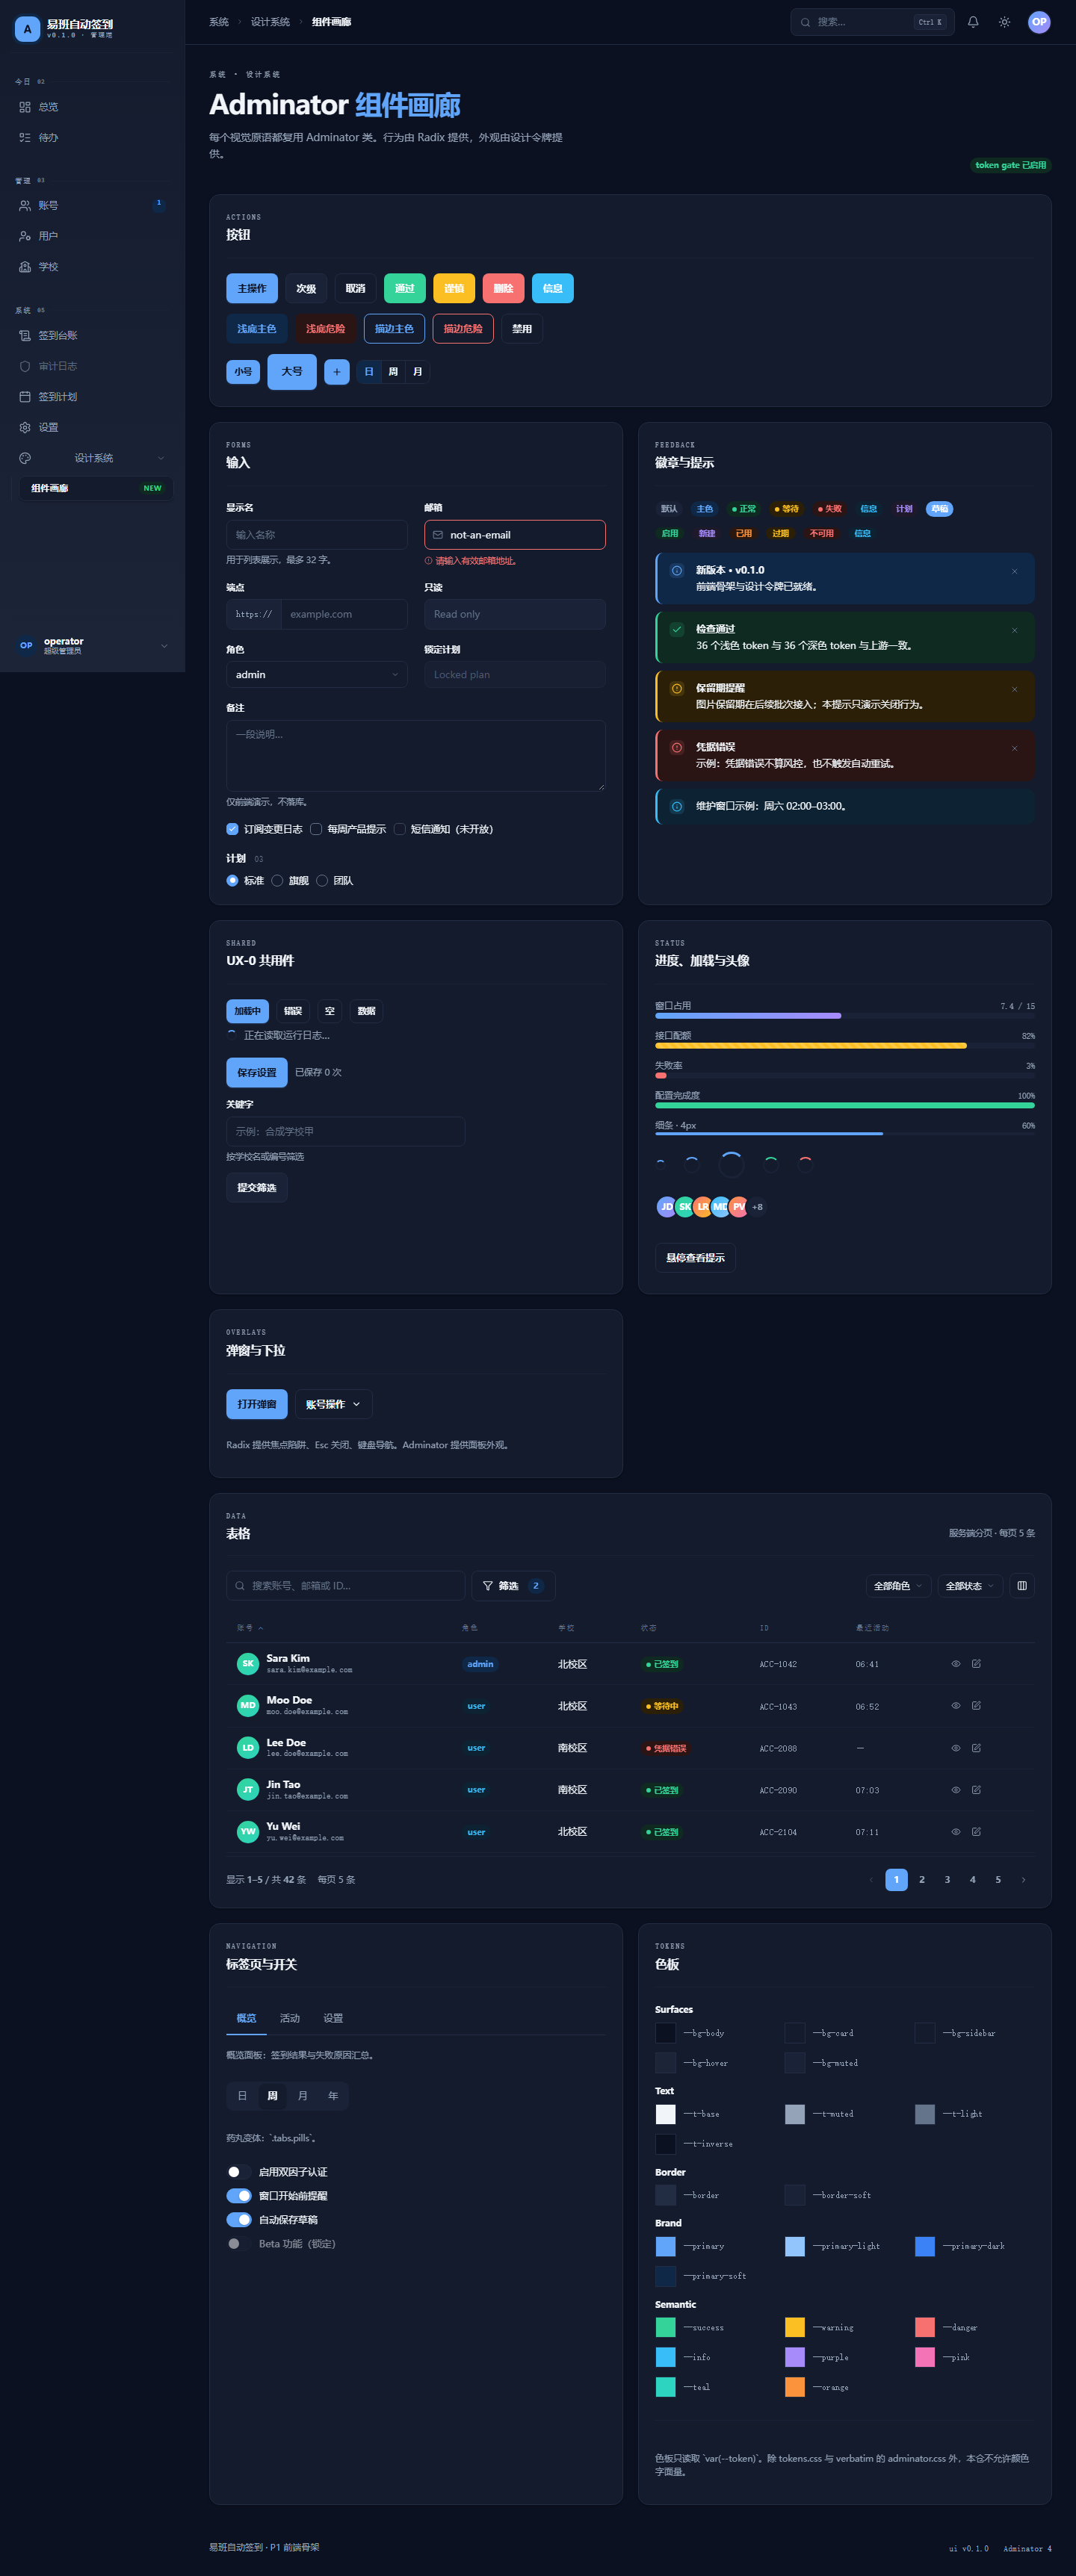 A
易班自动签到
v0.1.0 · 管理端
今日 02
总览
待办
管理 03
账号 1
用户
学校
系统 05
签到台账
审计日志
签到计划
设置
设计系统
组件画廊 NEW
OP operator
超级管理员
系统 设计系统 组件画廊
搜索... Ctrl K
OP
系统 · 设计系统
Adminator 组件画廊
每个视觉原语都复用 Adminator 类。行为由 Radix 提供，外观由设计令牌提供。
token gate 已启用
ACTIONS
按钮
主操作 次级 取消 通过 谨慎 删除 信息
浅底主色 浅底危险 描边主色 描边危险 禁用
小号 大号 + 日 周 月
FORMS
输入
显示名 邮箱
输入名称 not-an-email
用于列表展示，最多 32 字。 请输入有效邮箱地址。
端点 只读
https:// example.com Read only
角色 锁定计划
admin Locked plan
备注
一段说明...
仅前端演示，不落库。
订阅变更日志 每周产品提示 短信通知（未开放）
计划 03
标准 旗舰 团队
FEEDBACK
徽章与提示
默认 主色 正常 等待 失败 信息 计划 草稿
启用 新建 已用 过期 不可用 信息
新版本 · v0.1.0
前端骨架与设计令牌已就绪。
检查通过
36 个浅色 token 与 36 个深色 token 与上游一致。
保留期提醒
图片保留期在后续批次接入；本提示只演示关闭行为。
凭据错误
示例：凭据错误不算风控，也不触发自动重试。
维护窗口示例：周六 02:00–03:00。
SHARED
UX-0 共用件
加载中 错误 空 数据
正在读取运行日志...
保存设置 已保存 0 次
关键字
示例：合成学校甲
按学校名或编号筛选
提交筛选
STATUS
进度、加载与头像
窗口占用 7.4 / 15
接口配额 82%
失败率 3%
配置完成度 100%
细条 · 4px 60%
JD SK LR MD PV +8
悬停查看提示
OVERLAYS
弹窗与下拉
打开弹窗 账号操作
Radix 提供焦点陷阱、Esc 关闭、键盘导航。Adminator 提供面板外观。
DATA
表格
服务端分页 · 每页 5 条
搜索账号、邮箱或 ID... 筛选 2 全部角色 全部状态
账号 角色 学校 状态 ID 最近活动
SK Sara Kim
sara.kim@example.com
admin 北校区 已签到 ACC-1042 06:41
MD Moo Doe
moo.doe@example.com
user 北校区 等待中 ACC-1043 06:52
LD Lee Doe
lee.doe@example.com
user 南校区 凭据错误 ACC-2088 —
JT Jin Tao
jin.tao@example.com
user 南校区 已签到 ACC-2090 07:03
YW Yu Wei
yu.wei@example.com
user 北校区 已签到 ACC-2104 07:11
显示 1–5 / 共 42 条 每页 5 条
1 2 3 4 5
NAVIGATION
标签页与开关
概览 活动 设置
概览面板：签到结果与失败原因汇总。
日 周 月 年
药丸变体：`.tabs.pills`。
启用双因子认证
窗口开始前提醒
自动保存草稿
Beta 功能（锁定）
TOKENS
色板
Surfaces
--bg-body --bg-card --bg-sidebar
--bg-hover --bg-muted
Text
--t-base --t-muted --t-light
--t-inverse
Border
--border --border-soft
Brand
--primary --primary-light --primary-dark
--primary-soft
Semantic
--success --warning --danger
--info --purple --pink
--teal --orange
色板只读取 `var(--token)`。除 tokens.css 与 verbatim 的 adminator.css 外，本仓不允许颜色
字面量。
易班自动签到 · P1 前端骨架
ui v0.1.0 Adminator 4